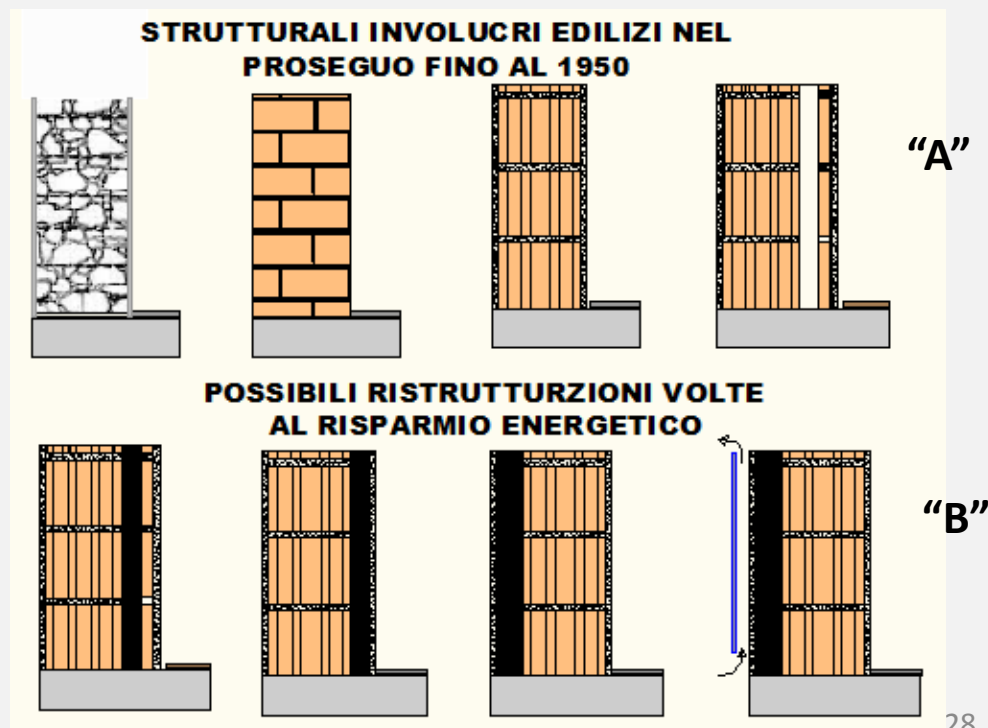 STRUTTURALI INVOLUCRI EDILIZI NEL
PROSEGUO FINO AL 1950
“A”
POSSIBILI RISTRUTTURZIONI VOLTE
AL RISPARMIO ENERGETICO
“B”
28